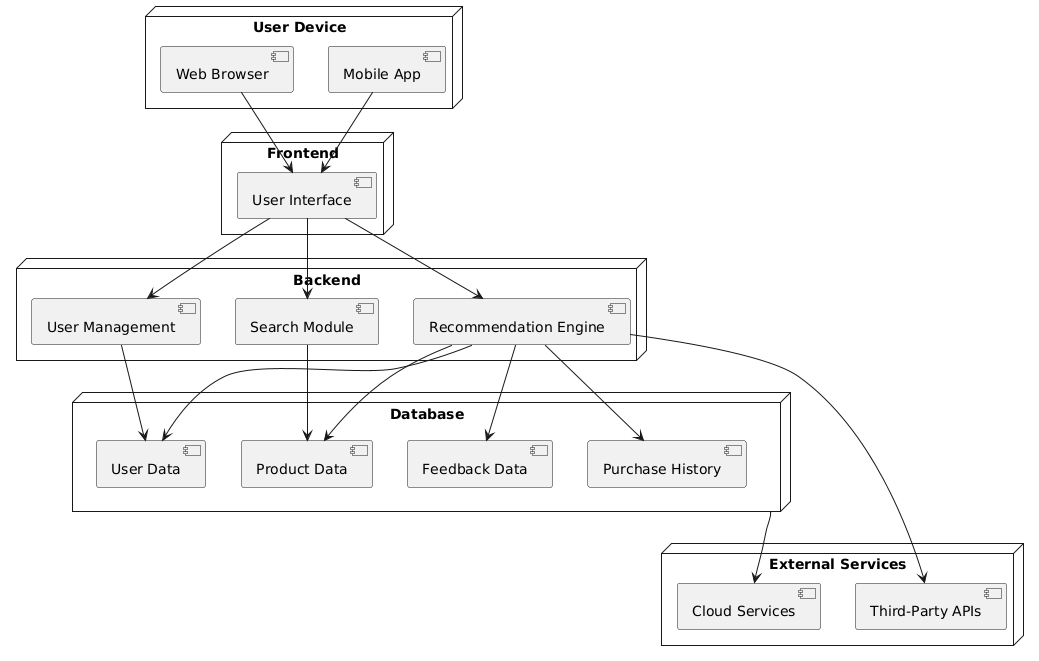 User Device
Web Browser
Mobile App
Frontend
User Interface
Backend
User Management
Search Module
Recommendation Engine
Database
User Data
Product Data
Feedback Data
Purchase History
External Services
Cloud Services
Third-Party APIs